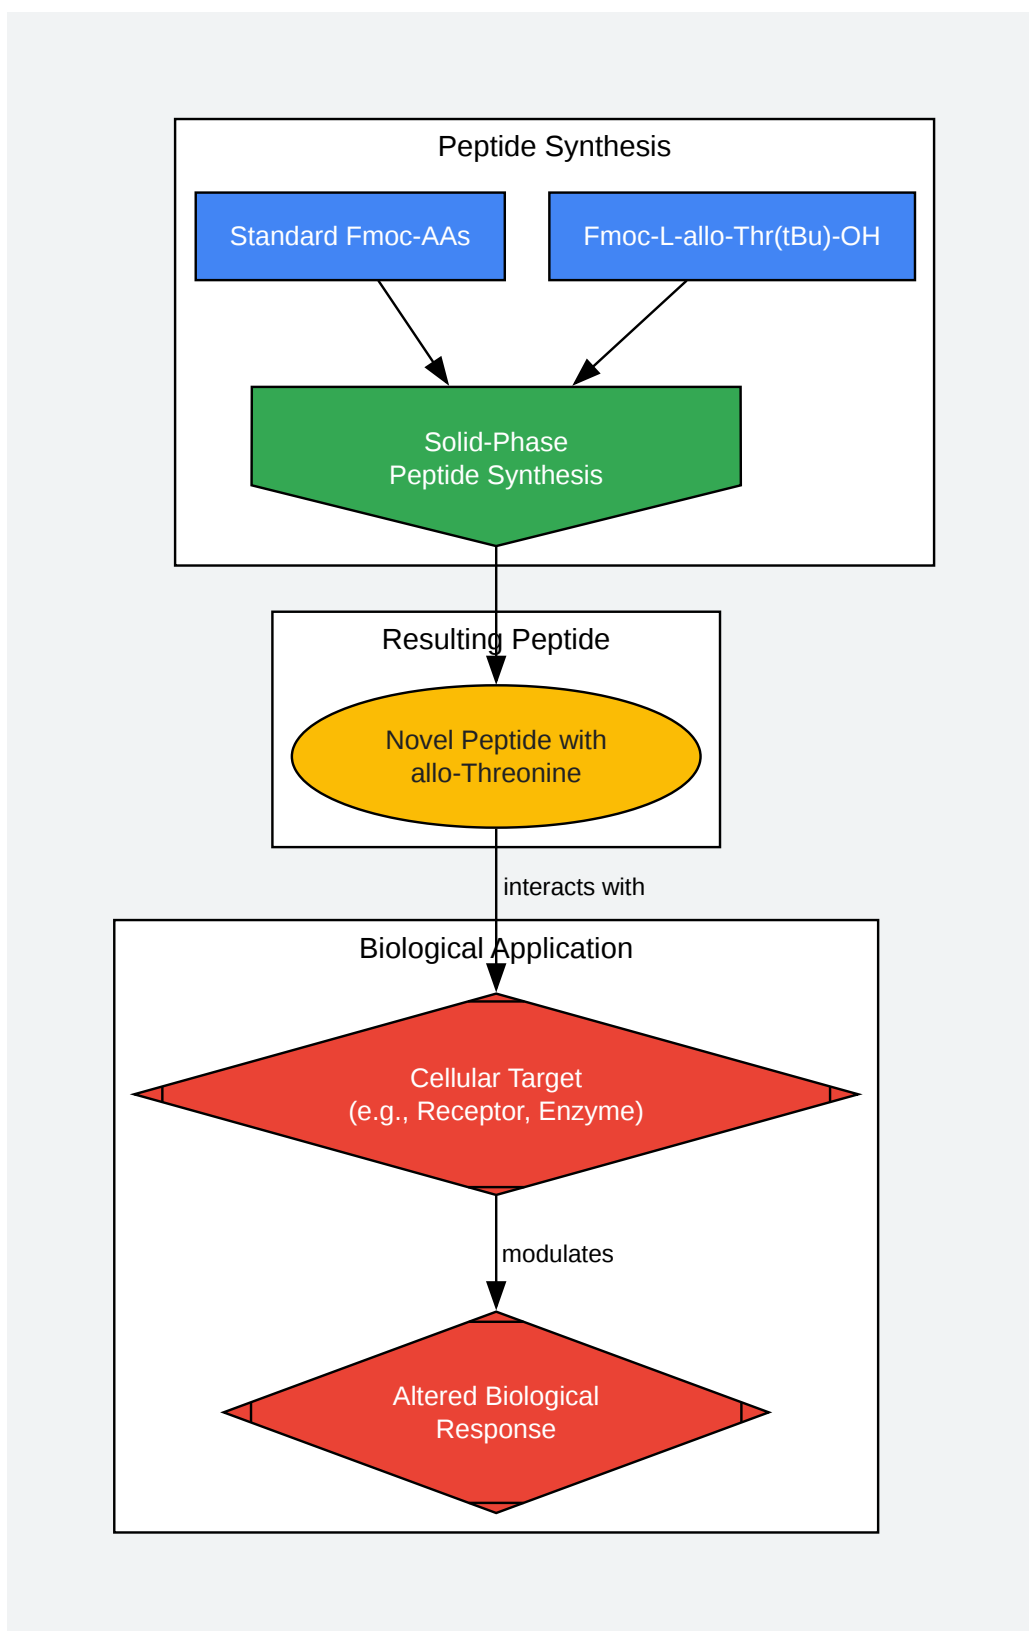 Peptide Synthesis
Standard Fmoc-AAs
Fmoc-L-allo-Thr(tBu)-OH
Solid-Phase
Peptide Synthesis
Resulting Peptide
Novel Peptide with
allo-Threonine
interacts with
Biological Application
Cellular Target
(e.g., Receptor, Enzyme)
modulates
Altered Biological
Response